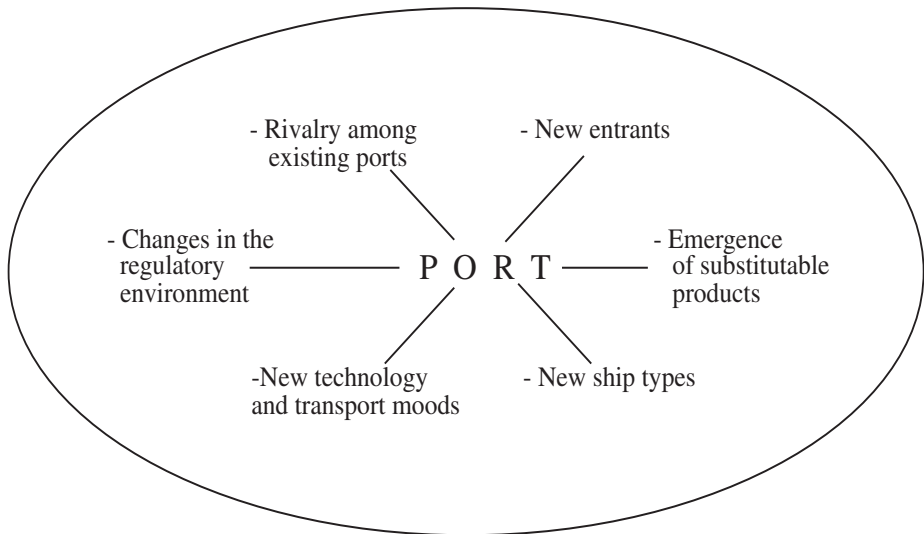 - Rivalry among
existing ports
- New entrants
- Changes in the
regulatory
environment
P O R T
- Emergence
of substitutable
products
-New technology
and transport moods
- New ship types